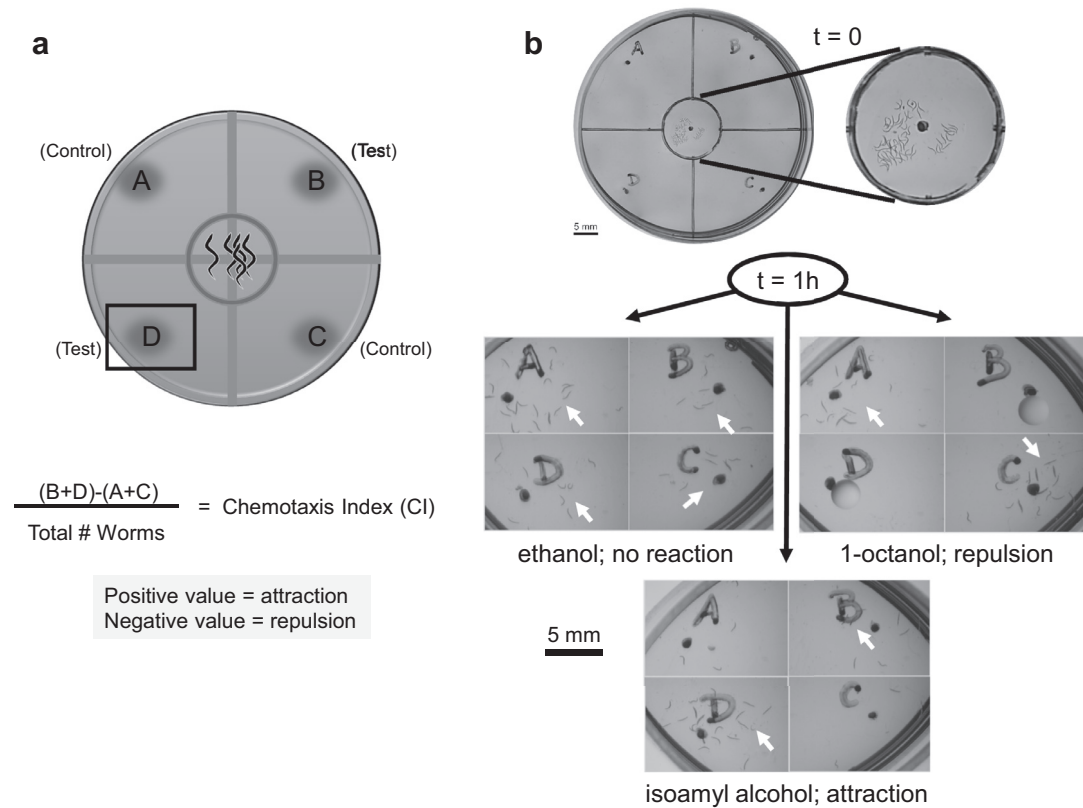 a
(Control)
(Test)
A
B
D
C
(Test)
(Control)
(B+D)-(A+C)
Total # Worms
= Chemotaxis Index (CI)
Positive value = attraction
Negative value = repulsion
b
t = 0
A
B
D
C
5 mm
t = 1h
A
B
D
C
ethanol; no reaction
A
B
D
C
1-octanol; repulsion
A
B
D
C
5 mm
isoamyl alcohol; attraction